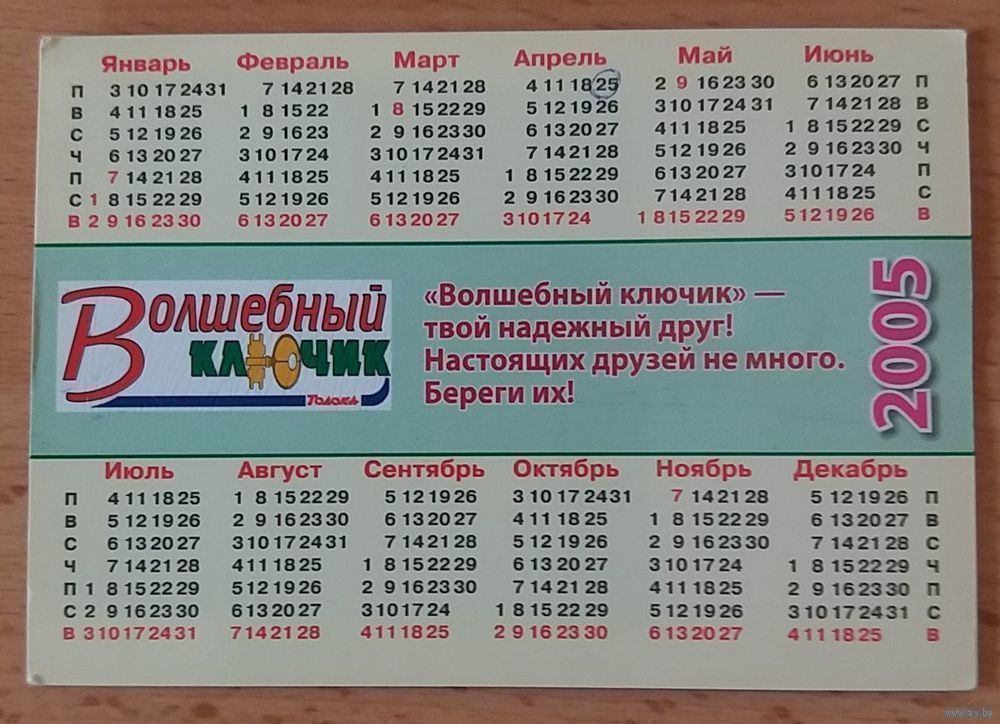 Январь Февраль Март Апрель Май Июнь
П 3 10 17 24 31 7 14 21 28 7 14 21 28 4 11 18 25 2 9 16 23 30 6 13 20 27 П
В 4 11 18 25 1 8 15 22 1 8 15 22 29 5 12 19 26 3 10 17 24 31 7 14 21 28 В
С 5 12 19 26 2 9 16 23 2 9 16 23 30 6 13 20 27 4 11 18 25 1 8 15 22 29 С
Ч 6 13 20 27 3 10 17 24 3 10 17 24 31 7 14 21 28 5 12 19 26 2 9 16 23 30 Ч
П 7 14 21 28 4 11 18 25 4 11 18 25 1 8 15 22 29 6 13 20 27 3 10 17 24 П
С 1 8 15 22 29 5 12 19 26 5 12 19 26 2 9 16 23 30 7 14 21 28 4 11 18 25 С
В 2 9 16 23 30 6 13 20 27 6 13 20 27 3 10 17 24 1 8 15 22 29 5 12 19 26 В
Волшебный
ключик
Толока
«Волшебный ключик» —
твой надежный друг!
Настоящих друзей не много.
Береги их!
2005
Июль Август Сентябрь Октябрь Ноябрь Декабрь
П 4 11 18 25 1 8 15 22 29 5 12 19 26 3 10 17 24 31 7 14 21 28 5 12 19 26 П
В 5 12 19 26 2 9 16 23 30 6 13 20 27 4 11 18 25 1 8 15 22 29 6 13 20 27 В
С 6 13 20 27 3 10 17 24 31 7 14 21 28 5 12 19 26 2 9 16 23 30 7 14 21 28 С
Ч 7 14 21 28 4 11 18 25 1 8 15 22 29 6 13 20 27 3 10 17 24 1 8 15 22 29 Ч
П 1 8 15 22 29 5 12 19 26 2 9 16 23 30 7 14 21 28 4 11 18 25 2 9 16 23 30 П
С 2 9 16 23 30 6 13 20 27 3 10 17 24 1 8 15 22 29 5 12 19 26 3 10 17 24 31 С
В 3 10 17 24 31 7 14 21 28 4 11 18 25 2 9 16 23 30 6 13 20 27 4 11 18 25 В
www.ay.by